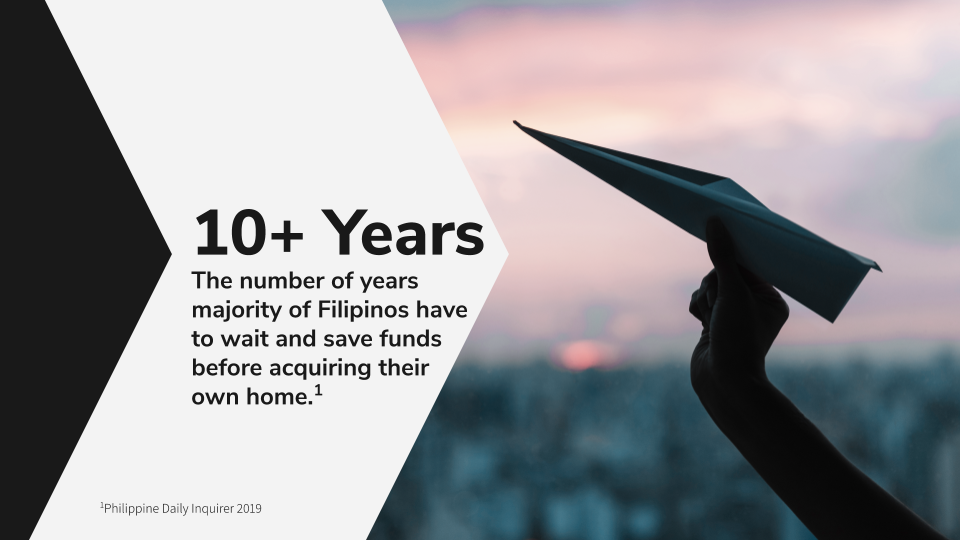 10+ Years
The number of years
majority of Filipinos have
to wait and save funds
before acquiring their
own home.¹
¹Philippine Daily Inquirer 2019